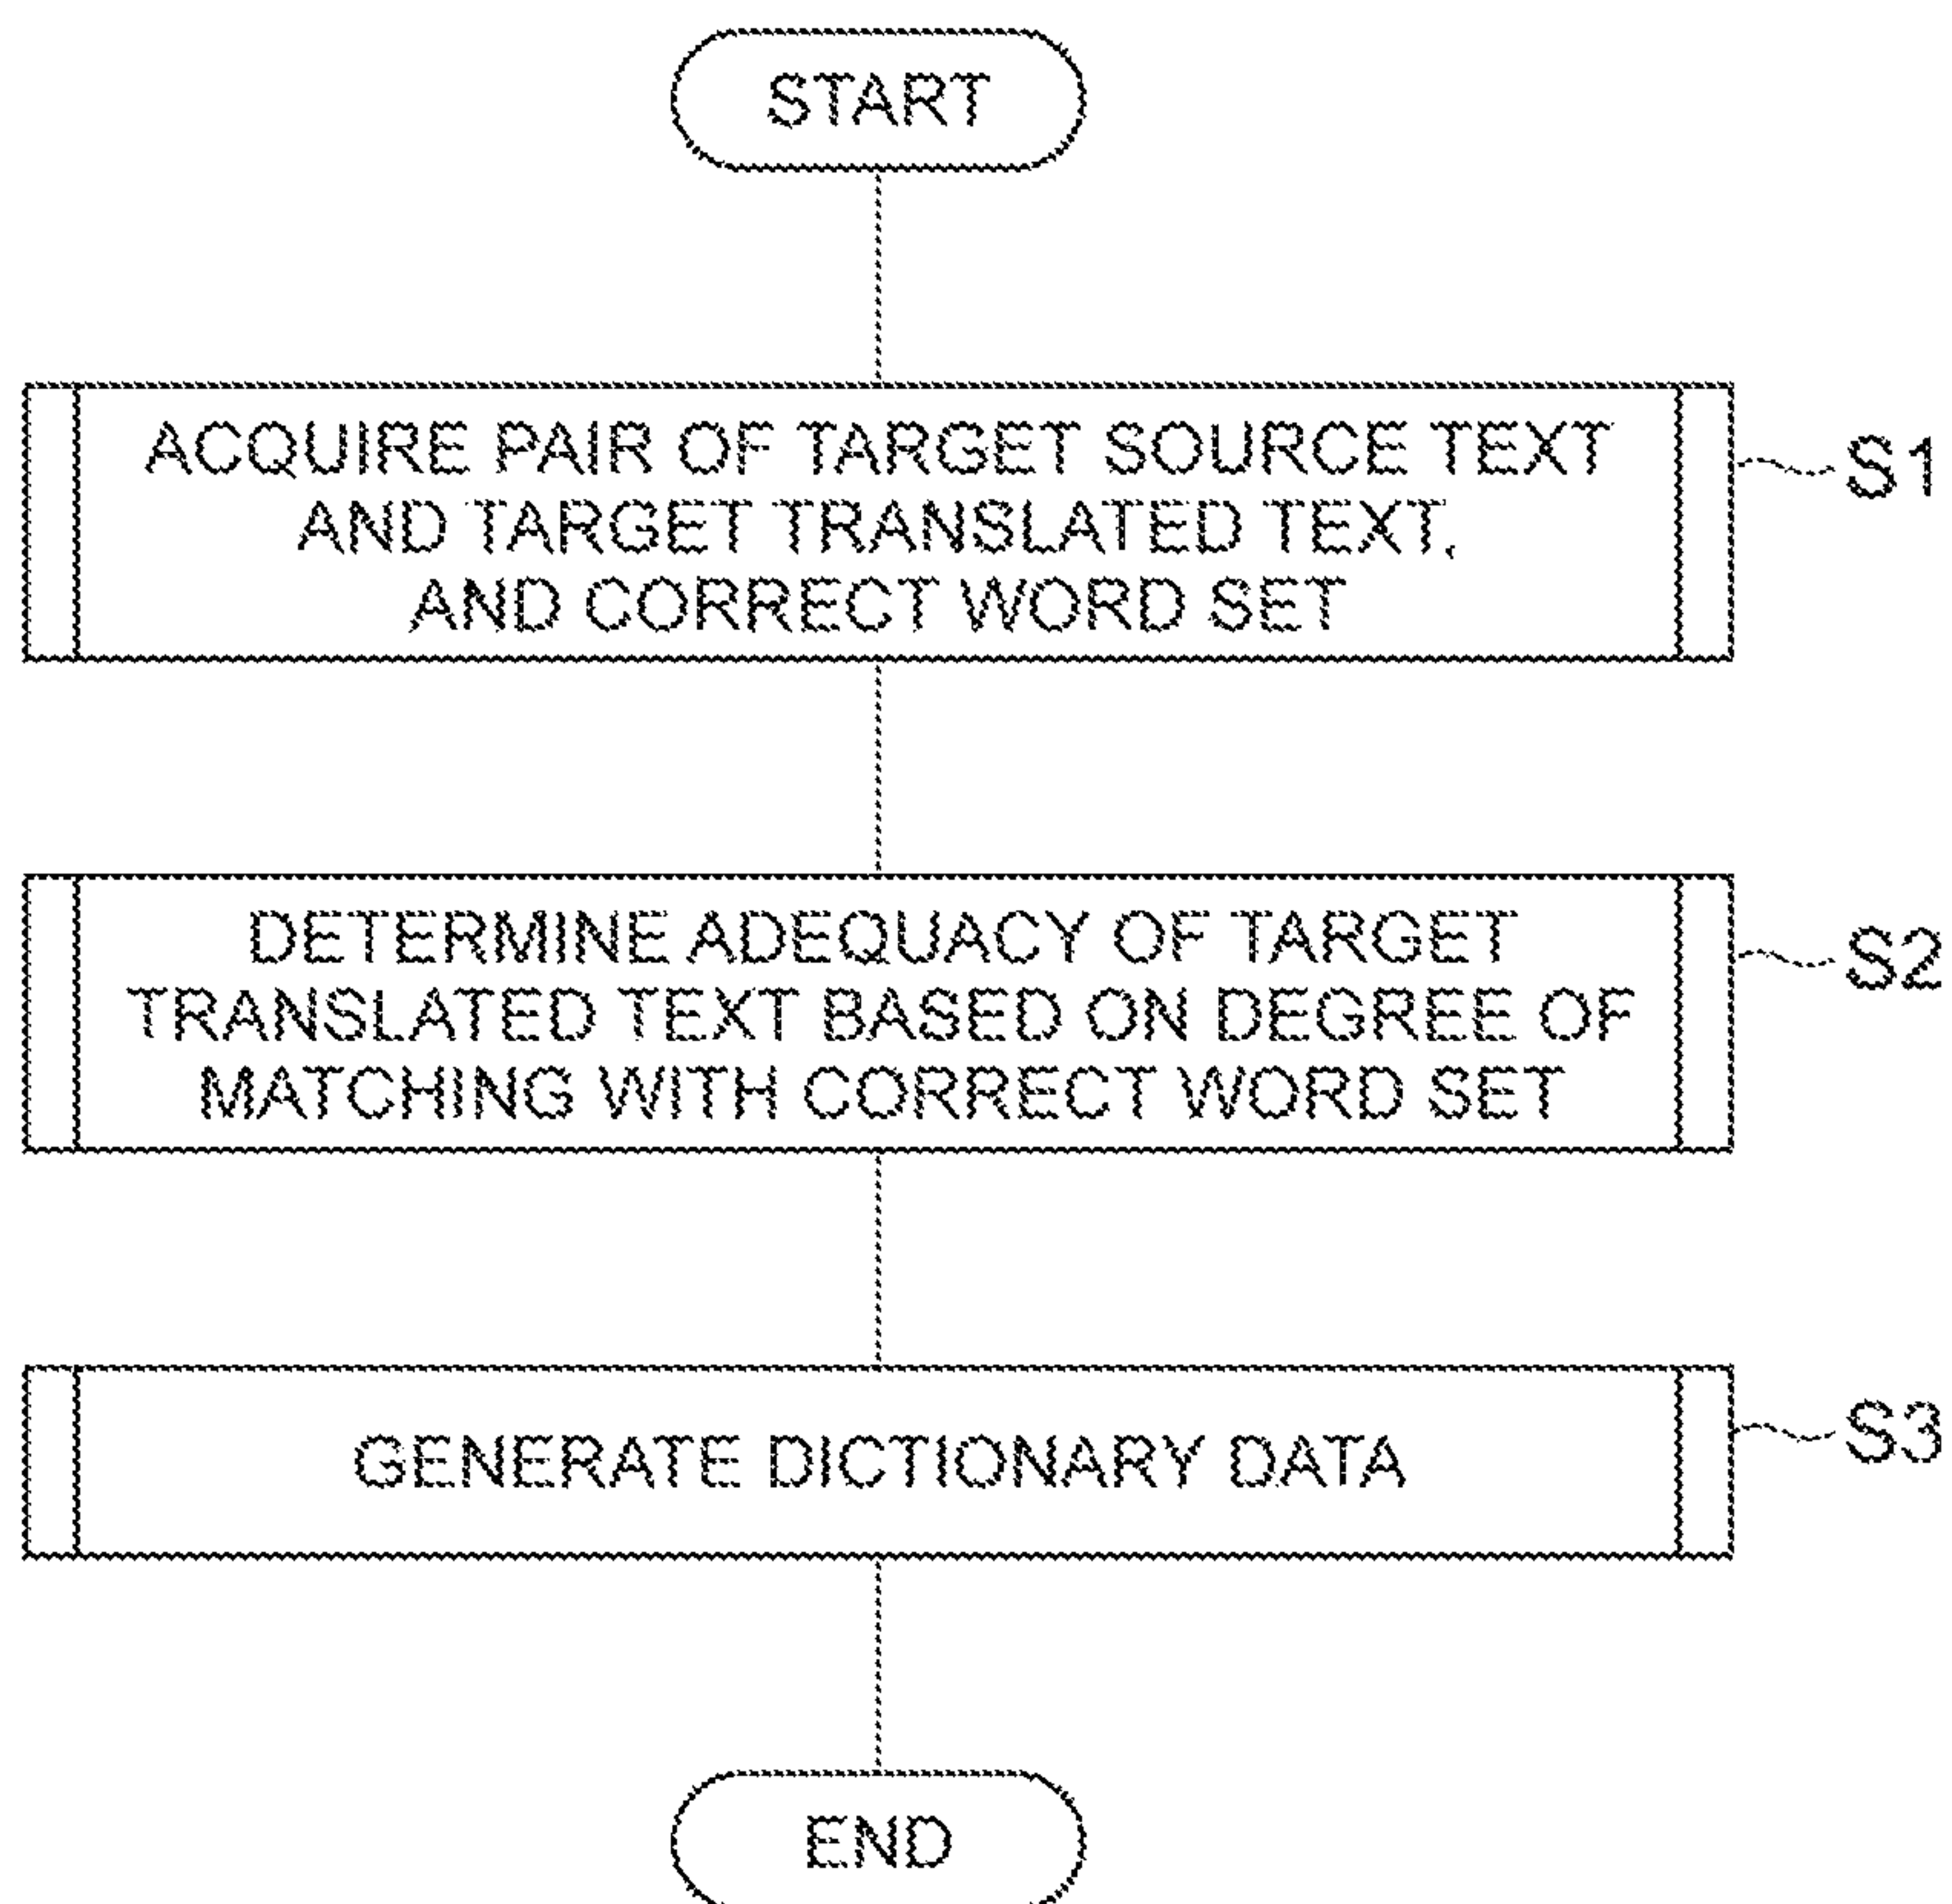 START
ACQUIRE PAIR OF TARGET SOURCE TEXT
AND TARGET TRANSLATED TEXT,
AND CORRECT WORD SET
S1
DETERMINE ADEQUACY OF TARGET
TRANSLATED TEXT BASED ON DEGREE OF
MATCHING WITH CORRECT WORD SET
S2
GENERATE DICTIONARY DATA
S3
END